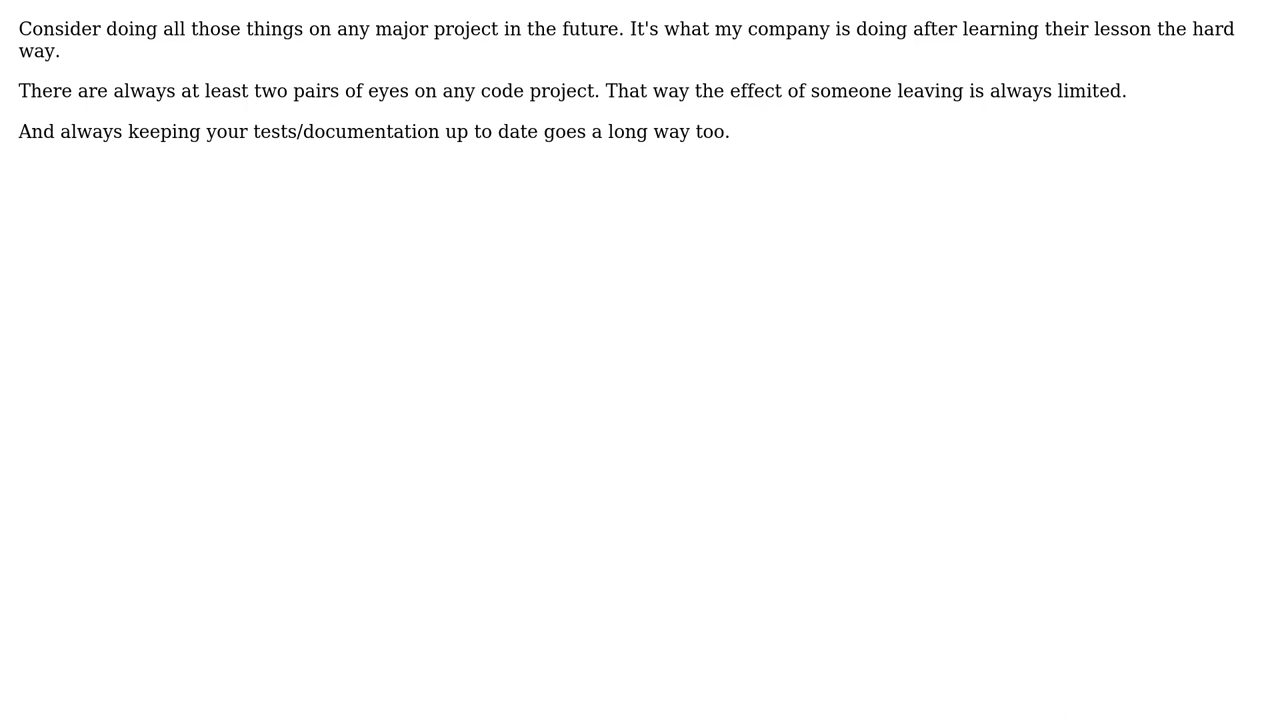 Consider doing all those things on any major project in the future. It's what my company is doing after learning their lesson the hard
way.
There are always at least two pairs of eyes on any code project. That way the effect of someone leaving is always limited.
And always keeping your tests/documentation up to date goes a long way too.